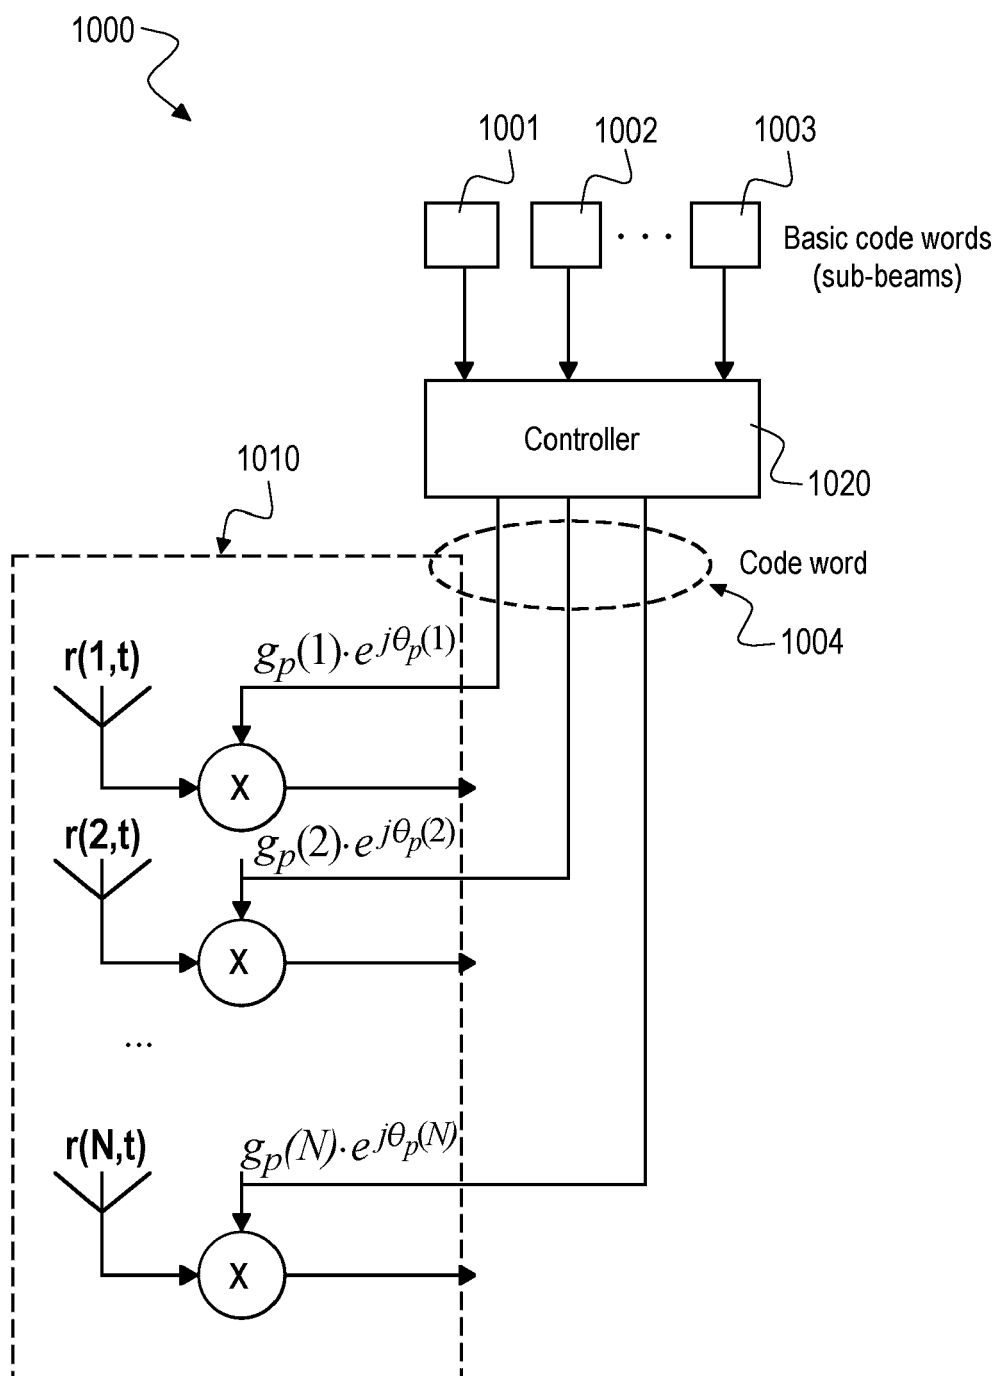 1000
1001
1002
1003
. . .
Basic code words
(sub-beams)
Controller
1020
1010
Code word
1004
r(1,t)
g_p(1)·e^{jθ_p(1)}
X
r(2,t)
g_p(2)·e^{jθ_p(2)}
X
...
r(N,t)
g_p(N)·e^{jθ_p(N)}
X